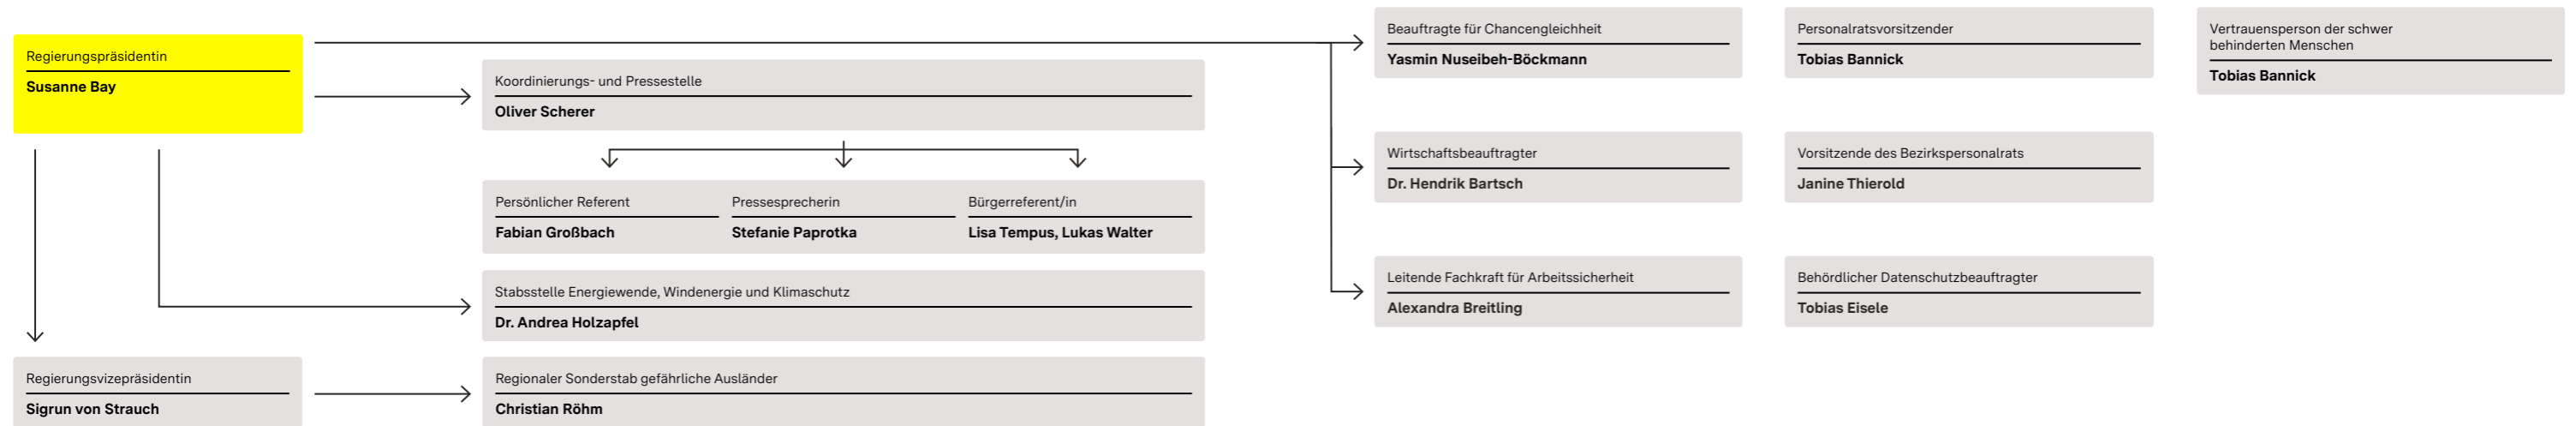 Regierungspräsidentin
Susanne Bay
Koordinierungs- und Pressestelle
Oliver Scherer
Persönlicher Referent
Fabian Großbach
Pressesprecherin
Stefanie Paprotka
Bürgerreferent/in
Lisa Tempus, Lukas Walter
Stabsstelle Energiewende, Windenergie und Klimaschutz
Dr. Andrea Holzapfel
Regierungsvizepräsidentin
Sigrun von Strauch
Regionaler Sonderstab gefährliche Ausländer
Christian Röhm
Beauftragte für Chancengleichheit
Yasmin Nuseibeh-Böckmann
Personalratsvorsitzender
Tobias Bannick
Vertrauensperson der schwer
behinderten Menschen
Tobias Bannick
Wirtschaftsbeauftragter
Dr. Hendrik Bartsch
Vorsitzende des Bezirkspersonalrats
Janine Thierold
Leitende Fachkraft für Arbeitssicherheit
Alexandra Breitling
Behördlicher Datenschutzbeauftragter
Tobias Eisele